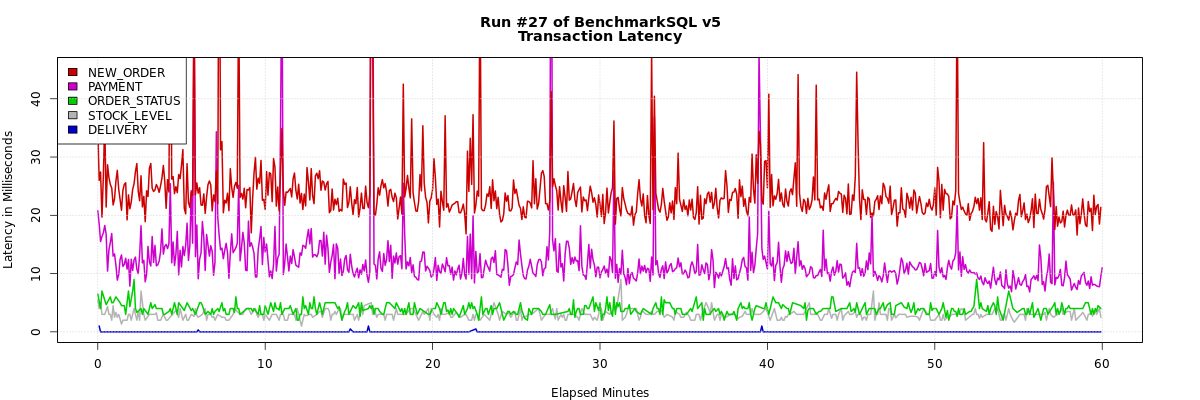 Run #27 of BenchmarkSQL v5
Transaction Latency
NEW_ORDER
PAYMENT
ORDER_STATUS
STOCK_LEVEL
DELIVERY
Latency in Milliseconds
40
30
20
10
0
0 10 20 30 40 50 60
Elapsed Minutes